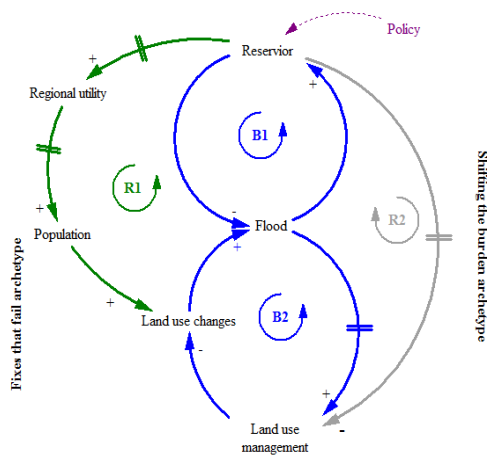 Policy
Reservior
+
+
Regional utility
B1
R1
R2
+
-
Population
Flood
+
+
Land use changes
B2
-
+
-
Land use
management
Fixes that fail archetype
Shifting the burden archetype